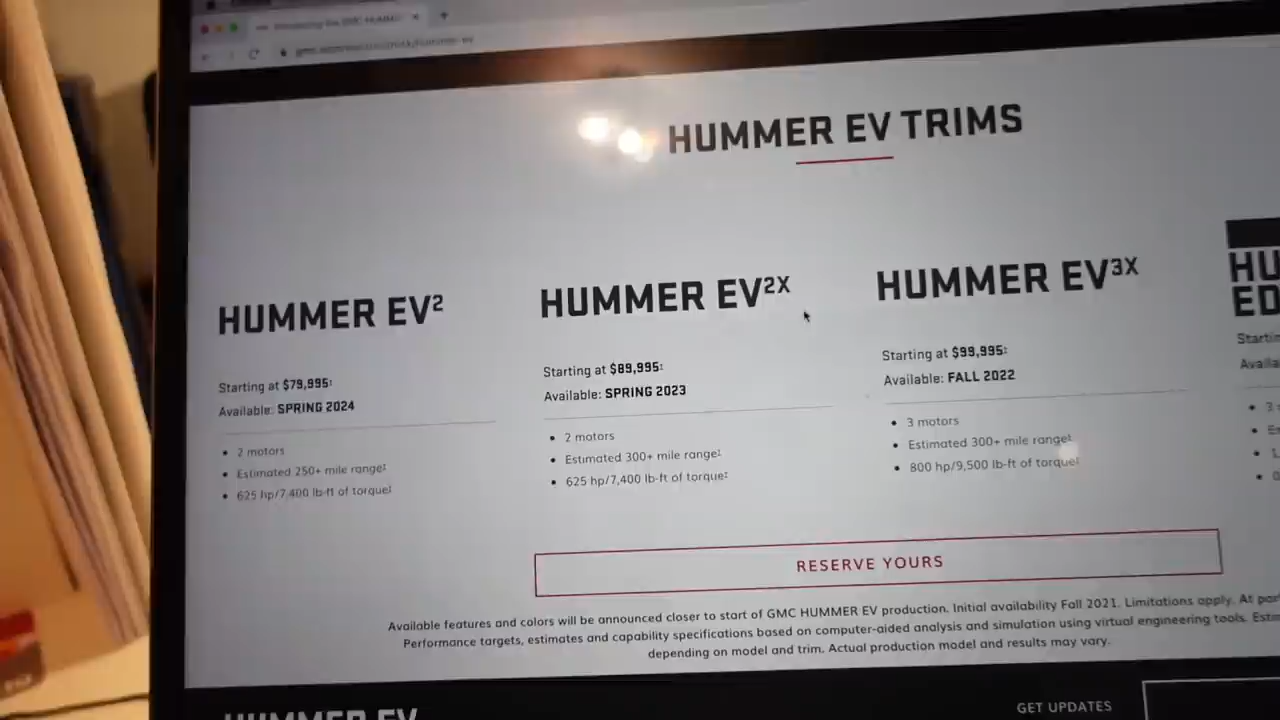 HUMMER EV TRIMS
HUMMER EV²
Starting at $79,995‡
Available: SPRING 2024
• 2 motors
• Estimated 250+ mile range‡
• 625 hp/7,400 lb-ft of torque‡
HUMMER EV²ˣ
Starting at $89,995‡
Available: SPRING 2023
• 2 motors
• Estimated 300+ mile range‡
• 625 hp/7,400 lb-ft of torque‡
HUMMER EV³ˣ
Starting at $99,995‡
Available: FALL 2022
• 3 motors
• Estimated 300+ mile range‡
• 800 hp/9,500 lb-ft of torque‡
HU
ED
RESERVE YOURS
Available features and colors will be announced closer to start of GMC HUMMER EV production. Initial availability Fall 2021. Limitations apply. At
Performance targets, estimates and capability specifications based on computer-aided analysis and simulation using virtual engineering tools.
depending on model and trim. Actual production model and results may vary.
HUMMER EV
GET UPDATES